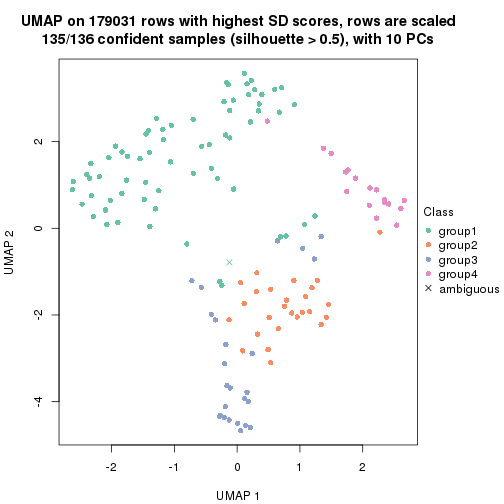 UMAP on 179031 rows with highest SD scores, rows are scaled
135/136 confident samples (silhouette > 0.5), with 10 PCs
2
0
-2
-4
UMAP 2
-2
-1
0
1
2
UMAP 1
Class
group1
group2
group3
group4
ambiguous